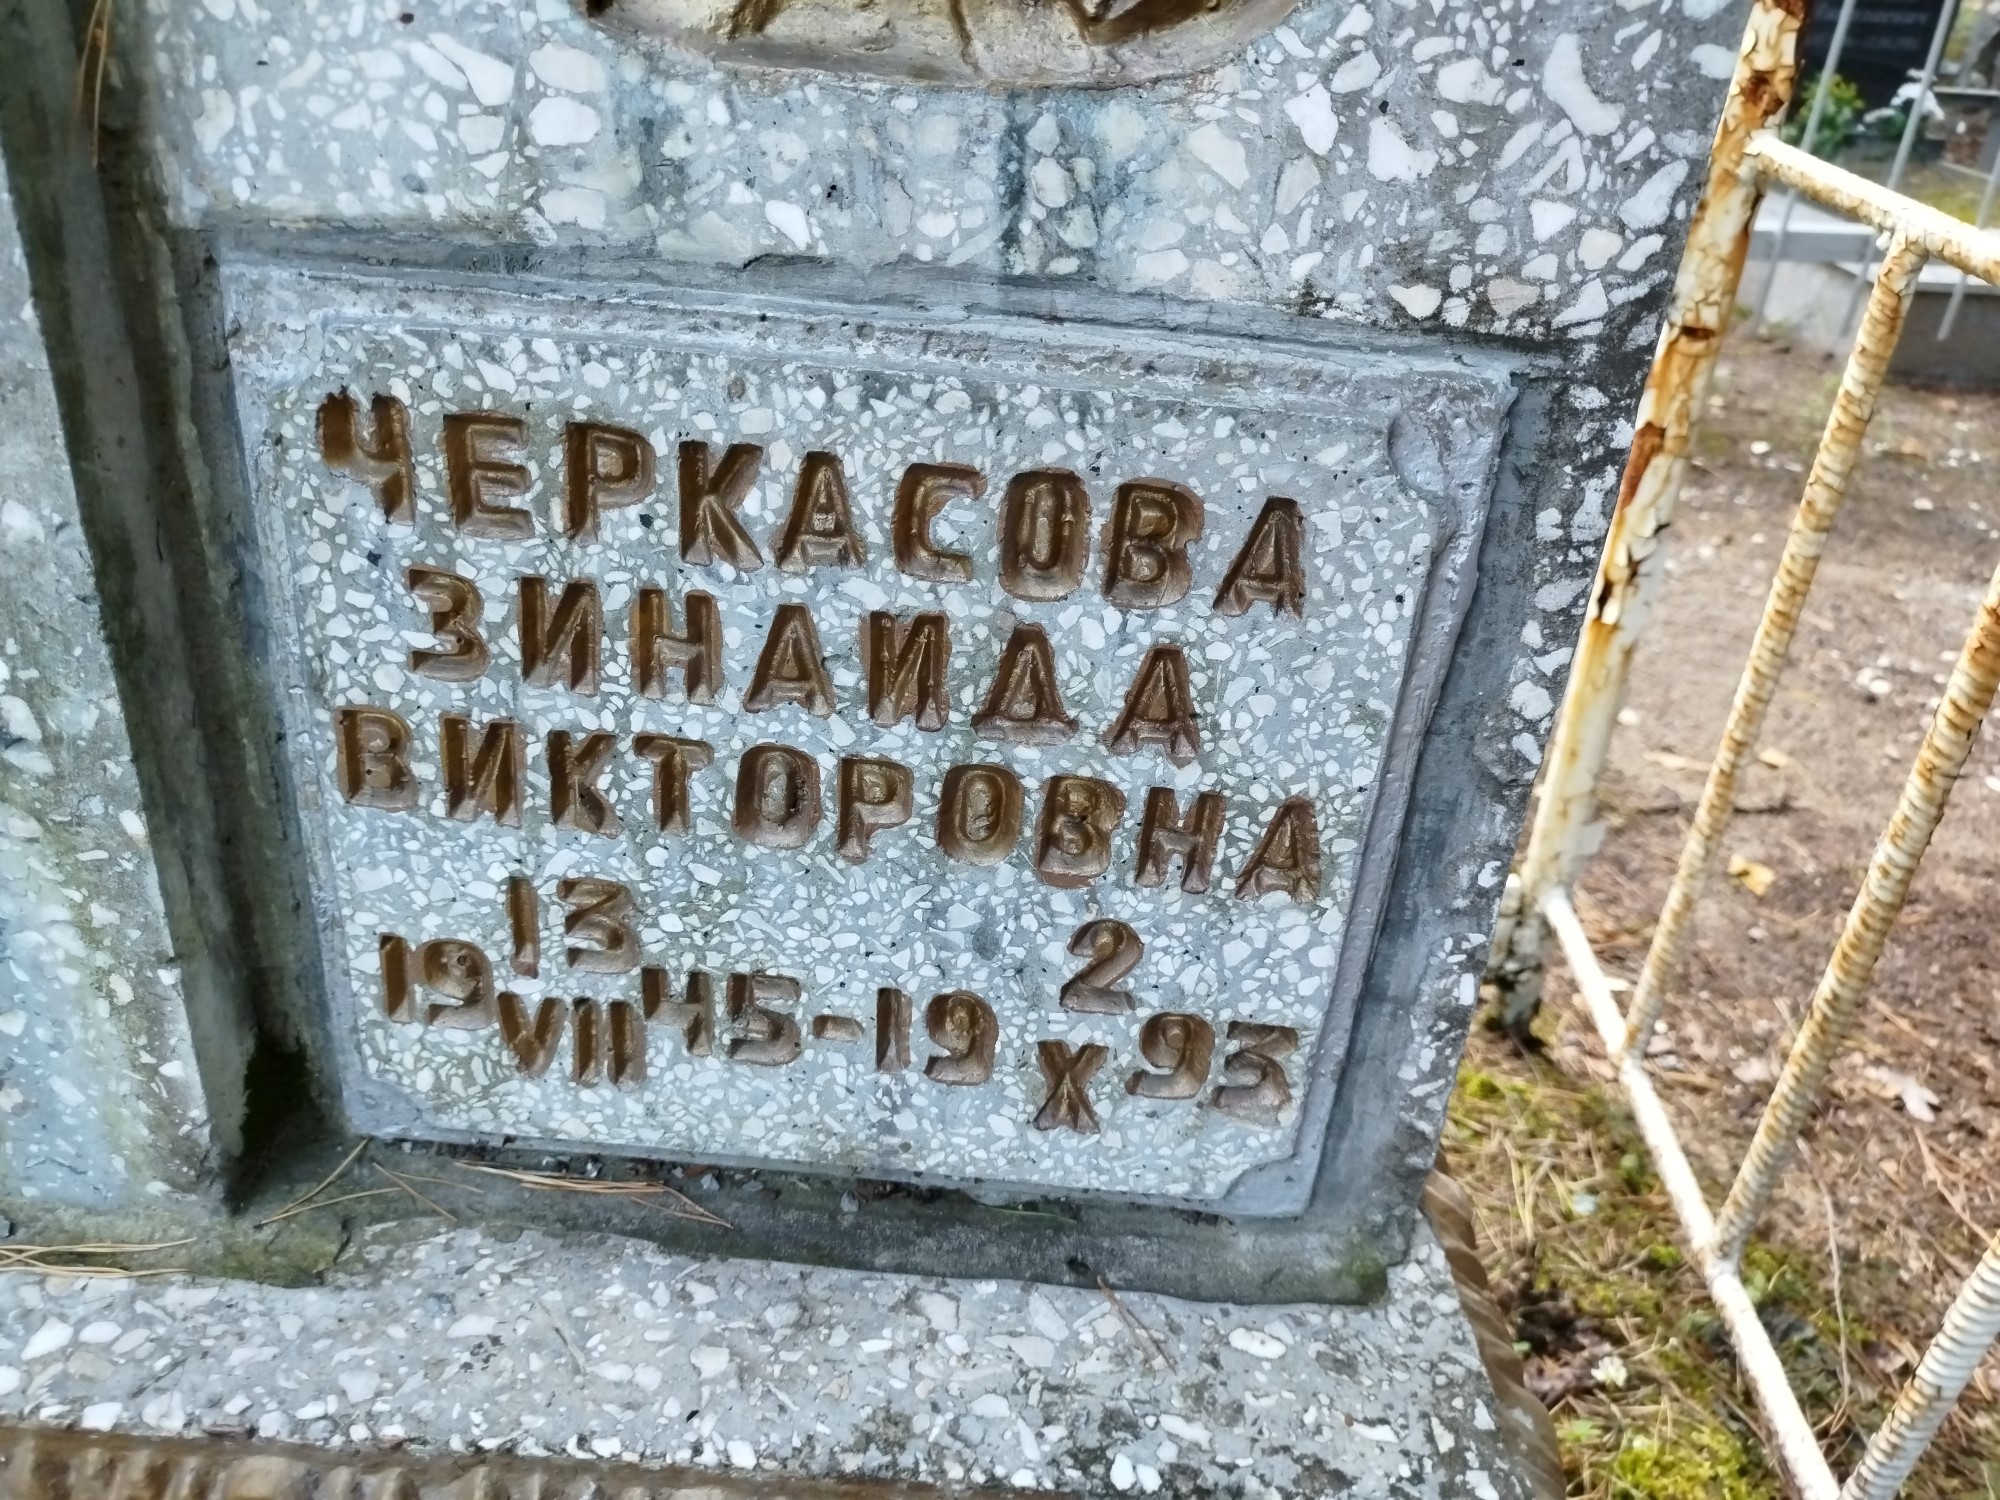 ЧЕРКАСОВА
ЗИНАИДА
ВИКТОРОВНА
19 13 VII 45-19 2 X 93